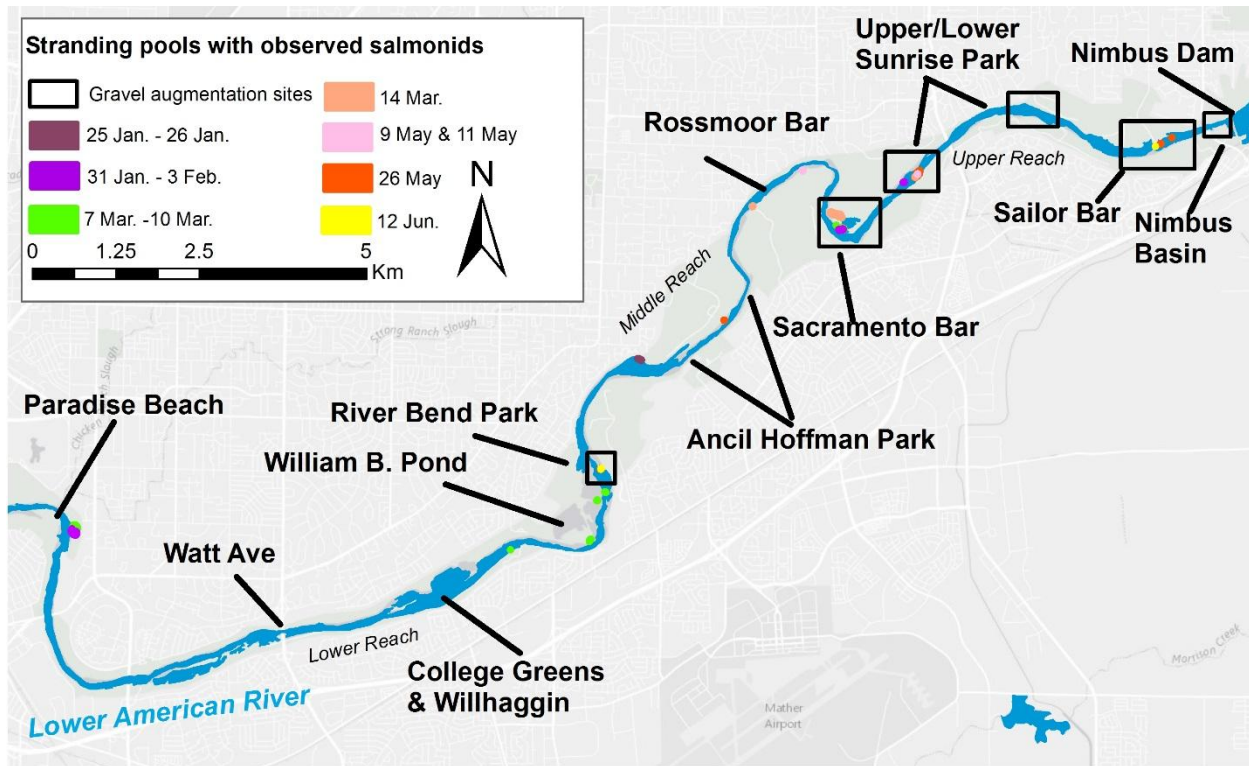 Stranding pools with observed salmonids
Gravel augmentation sites
25 Jan. - 26 Jan.
31 Jan. - 3 Feb.
7 Mar. -10 Mar.
14 Mar.
9 May & 11 May
26 May
12 Jun.
N
0 1.25 2.5 5
Km
Upper/Lower
Sunrise Park
Nimbus Dam
Rossmoor Bar
Upper Reach
Sailor Bar
Nimbus
Basin
Middle Reach
Sacramento Bar
Strong Ranch Slough
Chicken Ranch Slough
Paradise Beach
River Bend Park
Ancil Hoffman Park
William B. Pond
Watt Ave
Lower Reach
College Greens
& Willhaggin
Lower American River
Mather
Airport
Morrison Creek